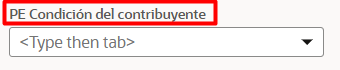 PE Condición del contribuyente
<Type then tab>